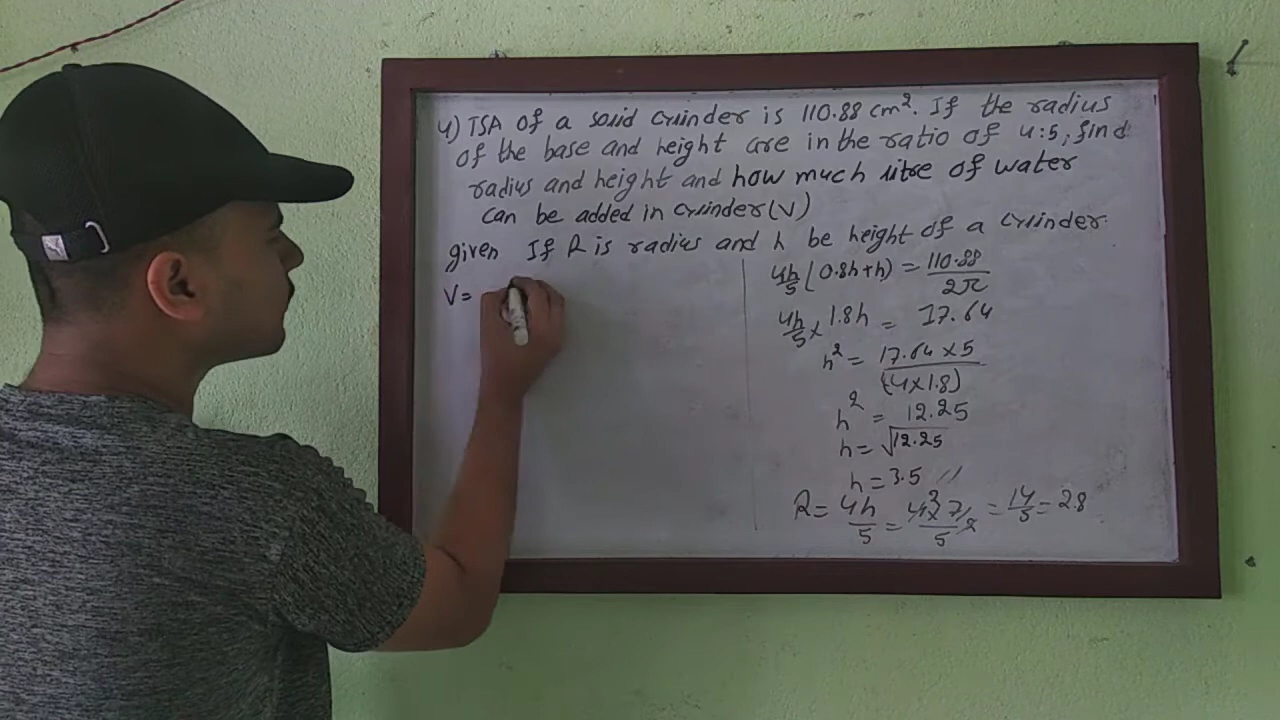 4) TSA of a solid cylinder is 110.88 cm². If the radius
of the base and height are in the ratio of 4:5, find
radius and height and how much litre of water
can be added in cylinder (V)
given If R is radius and h be height of a cylinder.
V=
4h/5 (0.8h+h) = 110.88/2π
4h/5 × 1.8h = 17.64
h² = 17.64 × 5/(4×1.8)
h² = 12.25
h = √12.25
h = 3.5 //
R = 4h/5 = 14/5 = 2.8